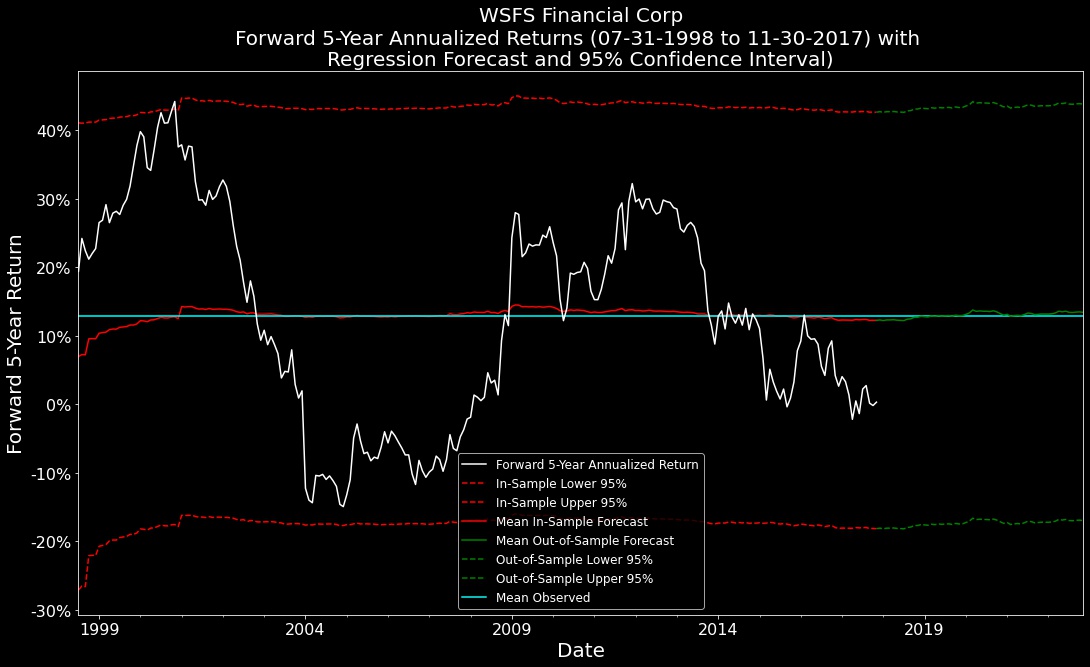 WSFS Financial Corp
Forward 5-Year Annualized Returns (07-31-1998 to 11-30-2017) with
Regression Forecast and 95% Confidence Interval)
Forward 5-Year Return
40%
30%
20%
10%
0%
-10%
-20%
-30%
Forward 5-Year Annualized Return
In-Sample Lower 95%
In-Sample Upper 95%
Mean In-Sample Forecast
Mean Out-of-Sample Forecast
Out-of-Sample Lower 95%
Out-of-Sample Upper 95%
Mean Observed
1999 2004 2009 2014 2019
Date